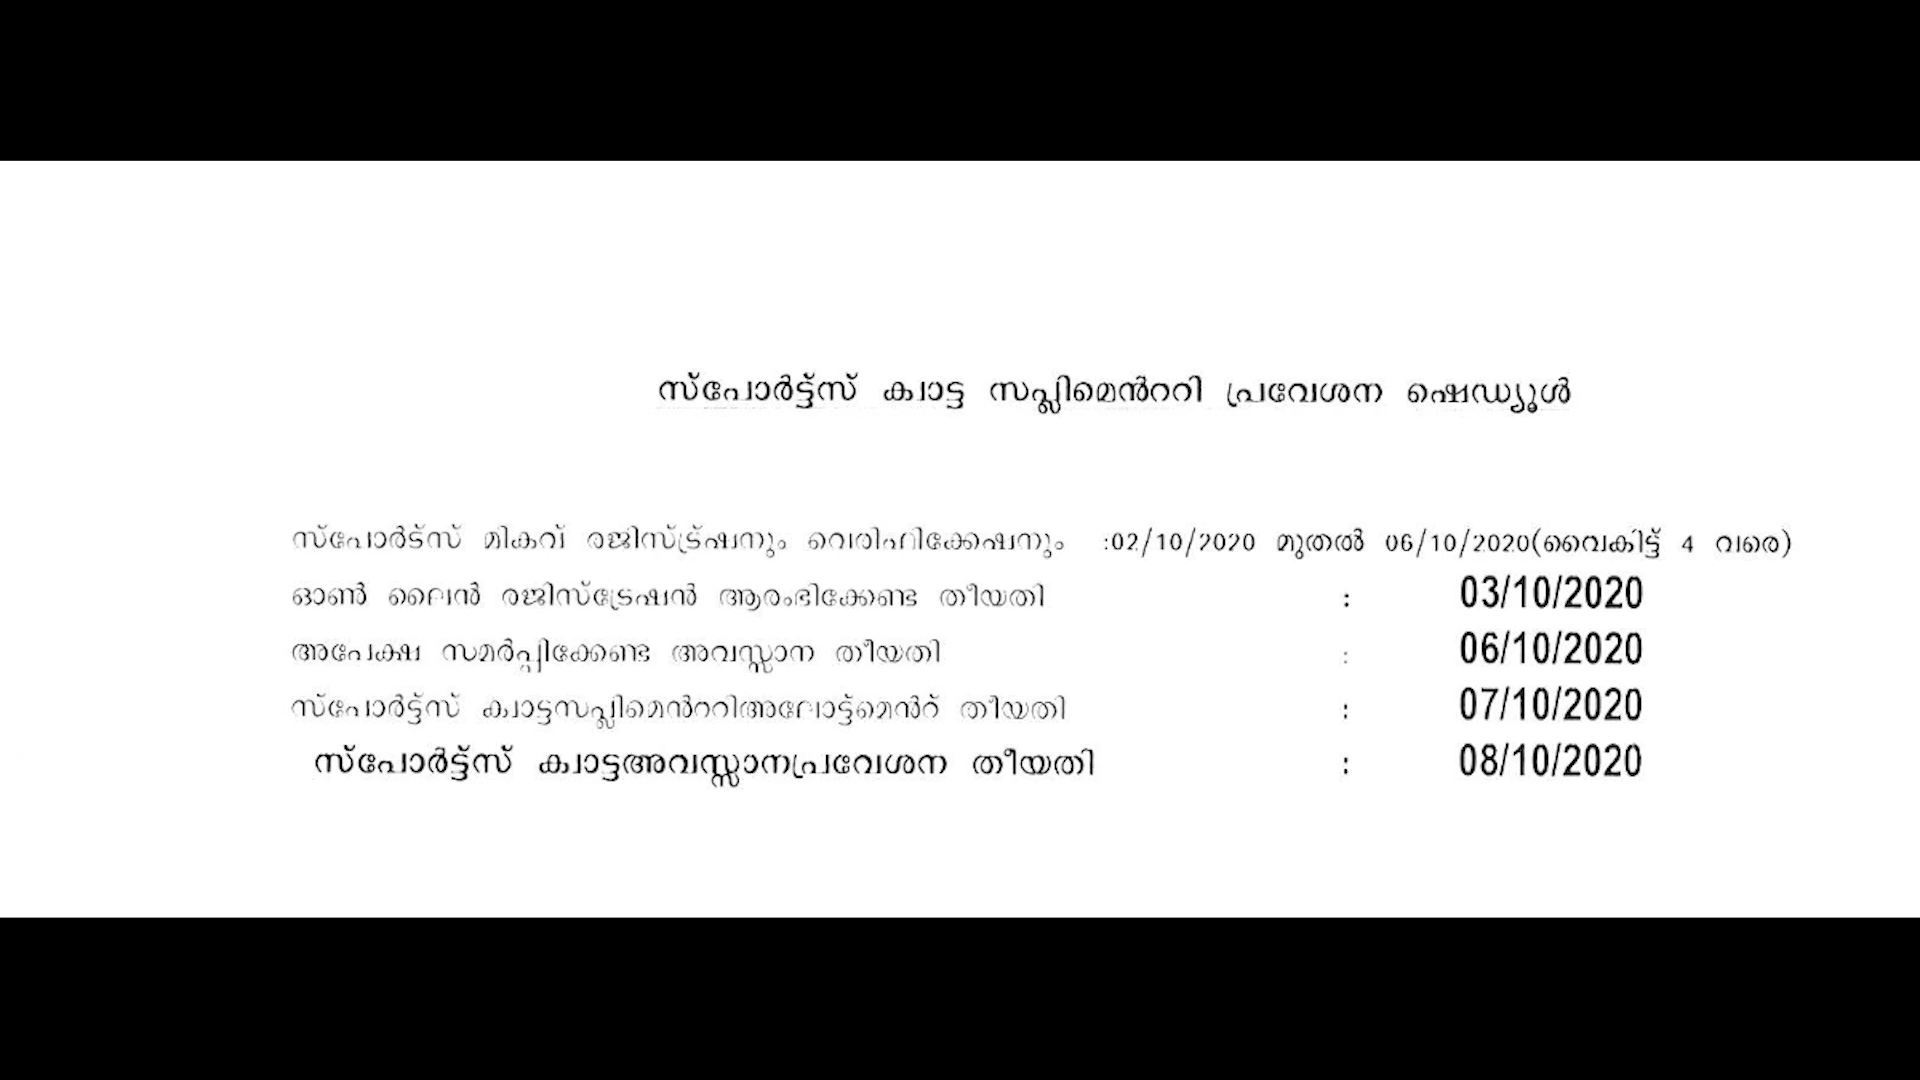 സ്പോർട്ട്സ് ക്വാട്ട സപ്ലിമെൻററി പ്രവേശന ഷെഡ്യൂൾ
സ്പോർട്സ് മികവ് രജിസ്ട്ര്ഷനും വെരിഫിക്കേഷനും :02/10/2020 മുതൽ 06/10/2020(വൈകിട്ട് 4 വരെ)
ഓൺ ലൈൻ രജിസ്ട്രേഷൻ ആരംഭിക്കേണ്ട തീയതി : 03/10/2020
അപേക്ഷ സമർപ്പിക്കേണ്ട അവസ്സാന തീയതി : 06/10/2020
സ്പോർട്ട്സ് ക്വാട്ടസപ്ലിമെൻററിഅലോട്ട്മെൻറ് തീയതി : 07/10/2020
സ്പോർട്ട്സ് ക്വാട്ടഅവസ്സാനപ്രവേശന തീയതി : 08/10/2020